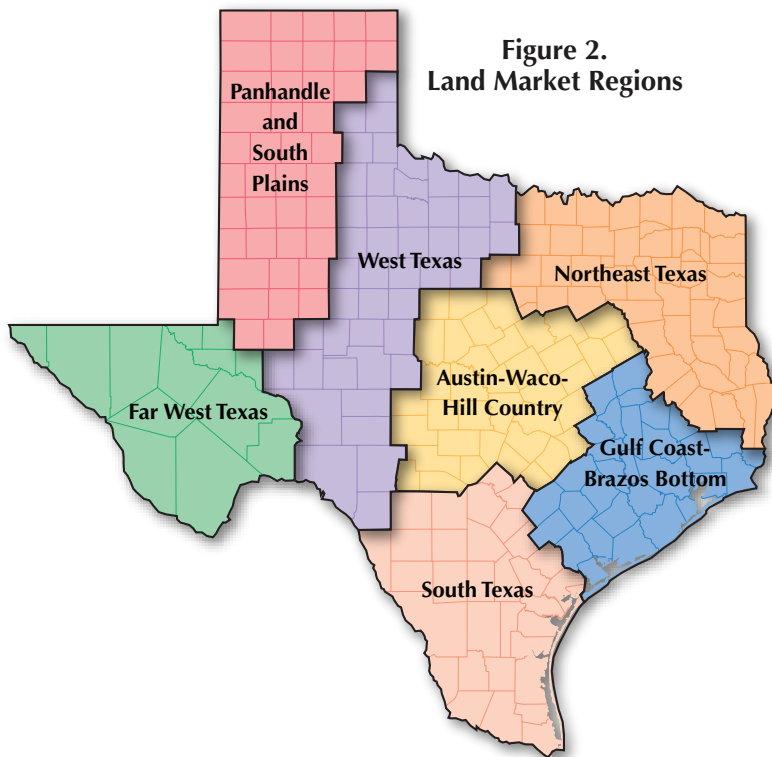 Figure 2.
Land Market Regions
Panhandle
and
South
Plains
West Texas
Northeast Texas
Austin-Waco-
Hill Country
Far West Texas
Gulf Coast-
Brazos Bottom
South Texas